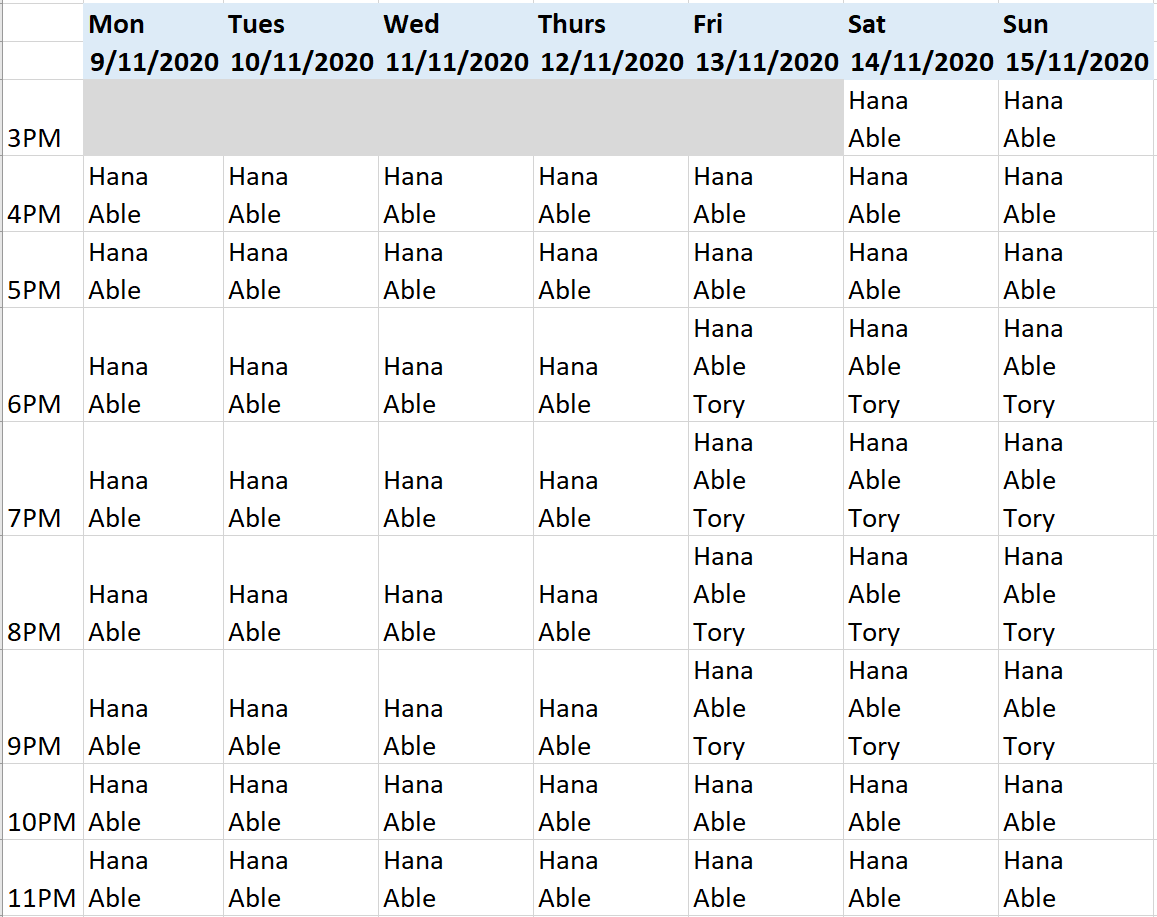 Mon Tues Wed Thurs Fri Sat Sun
9/11/2020 10/11/2020 11/11/2020 12/11/2020 13/11/2020 14/11/2020 15/11/2020
Hana Hana
3PM Able Able
Hana Hana Hana Hana Hana Hana Hana
4PM Able Able Able Able Able Able Able
Hana Hana Hana Hana Hana Hana Hana
5PM Able Able Able Able Able Able Able
Hana Hana Hana
Hana Hana Hana Hana Able Able Able
6PM Able Able Able Able Tory Tory Tory
Hana Hana Hana
Hana Hana Hana Hana Able Able Able
7PM Able Able Able Able Tory Tory Tory
Hana Hana Hana
Hana Hana Hana Hana Able Able Able
8PM Able Able Able Able Tory Tory Tory
Hana Hana Hana
Hana Hana Hana Hana Able Able Able
9PM Able Able Able Able Tory Tory Tory
Hana Hana Hana Hana Hana Hana Hana
10PM Able Able Able Able Able Able Able
Hana Hana Hana Hana Hana Hana Hana
11PM Able Able Able Able Able Able Able